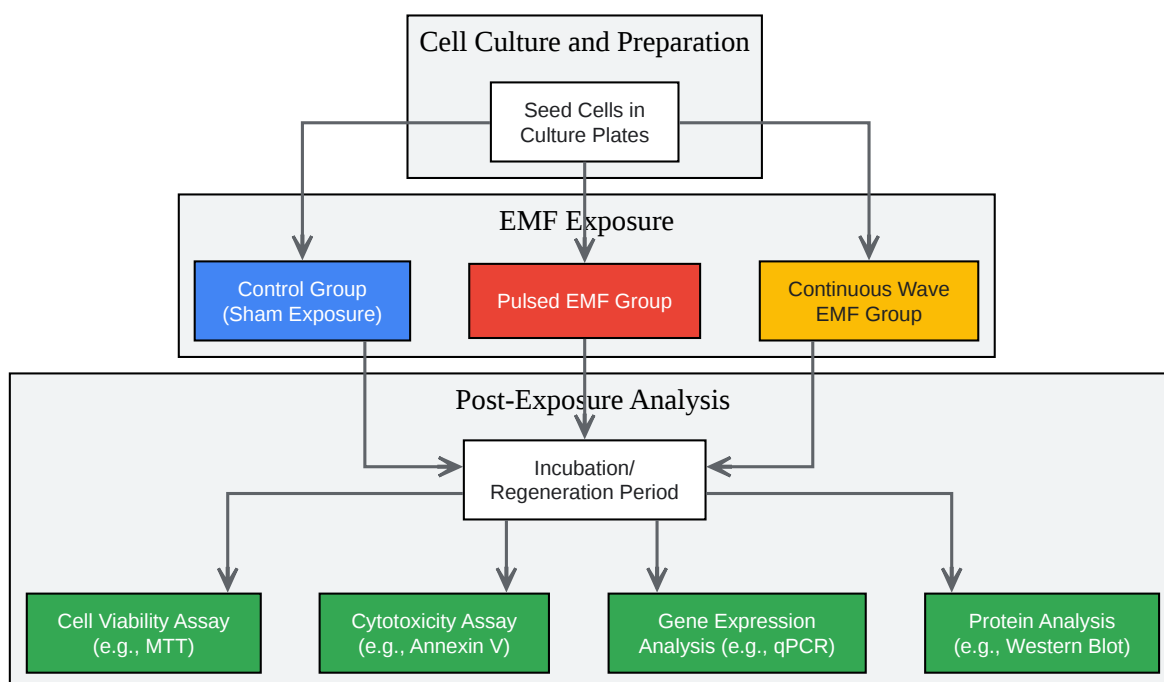 Cell Culture and Preparation
Seed Cells in
Culture Plates
EMF Exposure
Control Group
(Sham Exposure)
Pulsed EMF Group
Continuous Wave
EMF Group
Post-Exposure Analysis
Incubation/
Regeneration Period
Cell Viability Assay
(e.g., MTT)
Cytotoxicity Assay
(e.g., Annexin V)
Gene Expression
Analysis (e.g., qPCR)
Protein Analysis
(e.g., Western Blot)